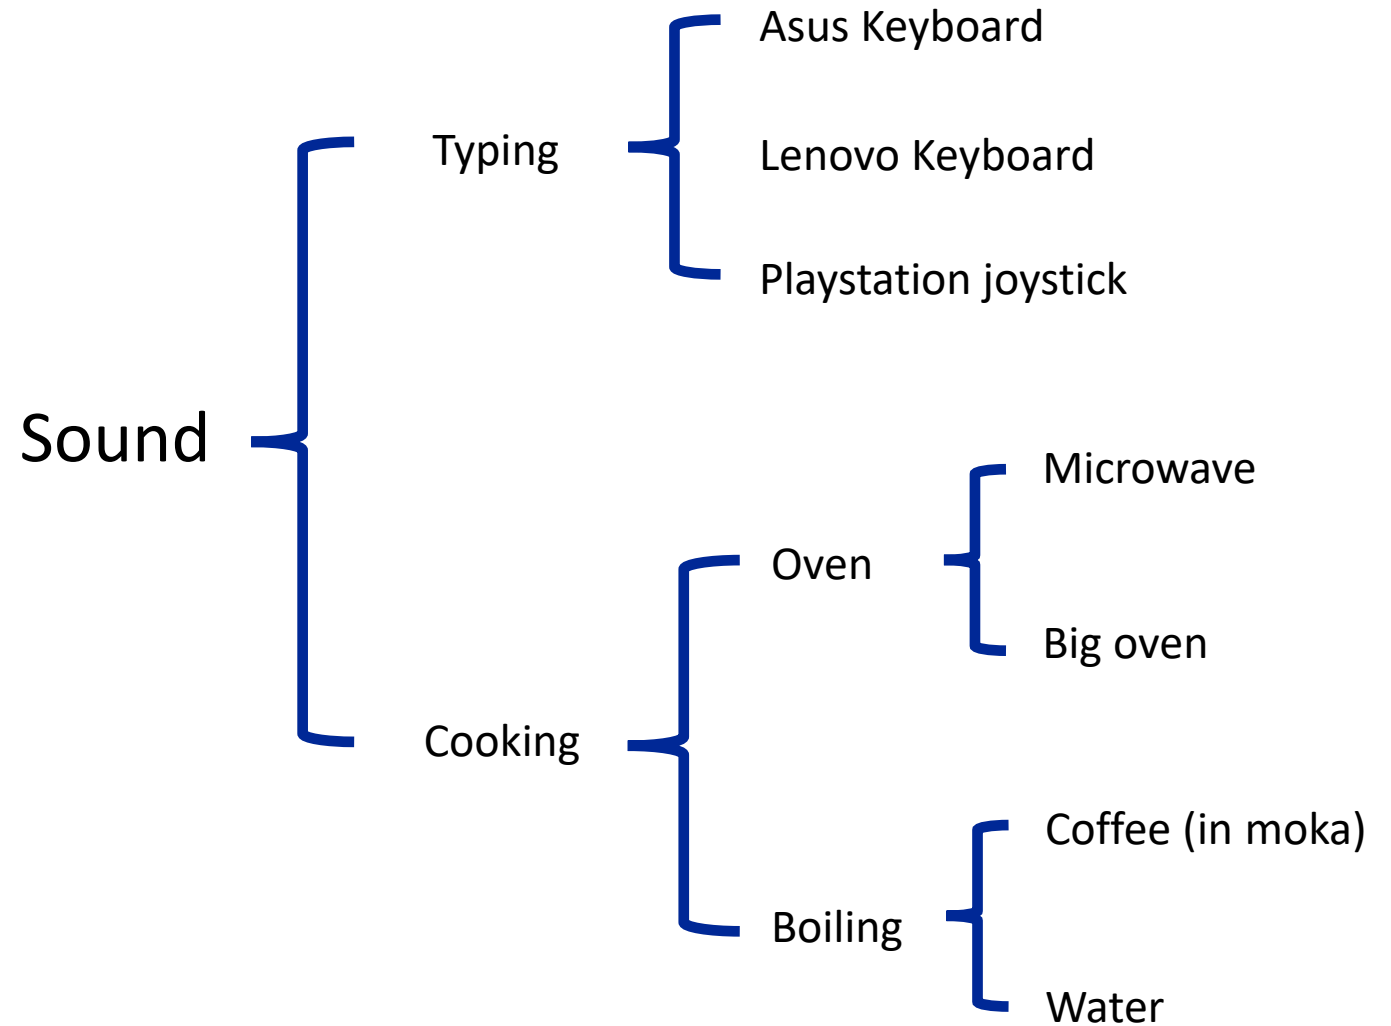 Asus Keyboard
Typing
Lenovo Keyboard
Playstation joystick
Sound
Microwave
Oven
Big oven
Cooking
Coffee (in moka)
Boiling
Water